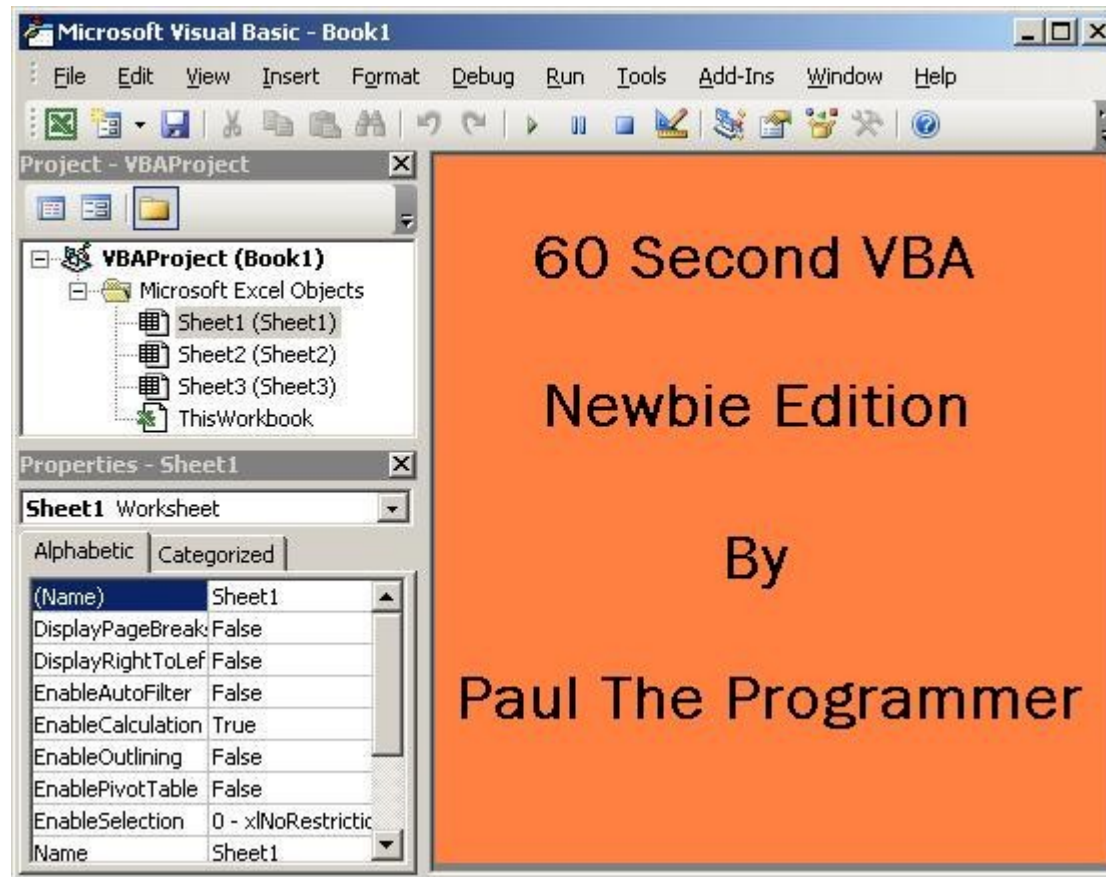 Microsoft Visual Basic - Book1
File Edit View Insert Format Debug Run Tools Add-Ins Window Help
Project - VBAProject
VBAProject (Book1)
Microsoft Excel Objects
Sheet1 (Sheet1)
Sheet2 (Sheet2)
Sheet3 (Sheet3)
ThisWorkbook
Properties - Sheet1
Sheet1 Worksheet
Alphabetic Categorized
(Name) Sheet1
DisplayPageBreak: False
DisplayRightToLef False
EnableAutoFilter False
EnableCalculation True
EnableOutlining False
EnablePivotTable False
EnableSelection 0 - xlNoRestrictic
Name Sheet1
60 Second VBA
Newbie Edition
By
Paul The Programmer